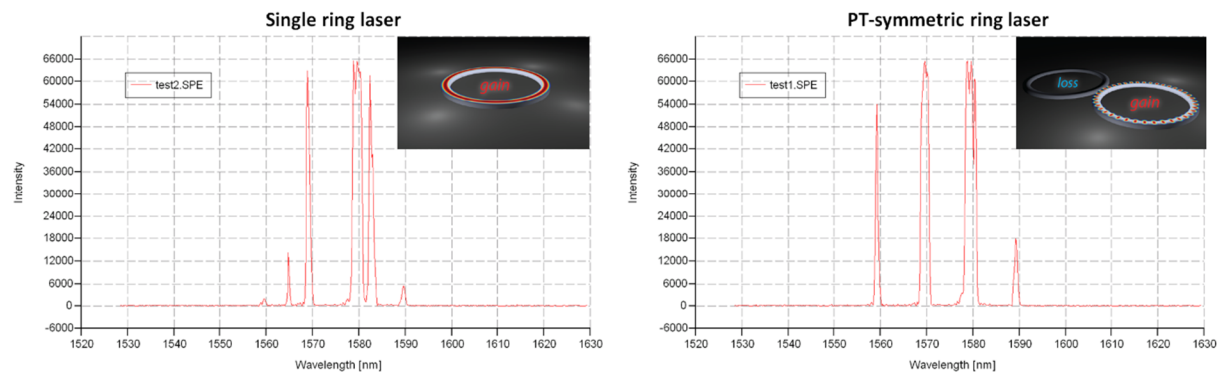 Single ring laser
66000
60000
54000
48000
42000
36000
30000
24000
18000
12000
6000
0
-6000
Intensity
test2.SPE
gain
1520 1530 1540 1550 1560 1570 1580 1590 1600 1610 1620 1630
Wavelength [nm]
PT-symmetric ring laser
66000
60000
54000
48000
42000
36000
30000
24000
18000
12000
6000
0
-6000
Intensity
test1.SPE
loss
gain
1520 1530 1540 1550 1560 1570 1580 1590 1600 1610 1620 1630
Wavelength [nm]